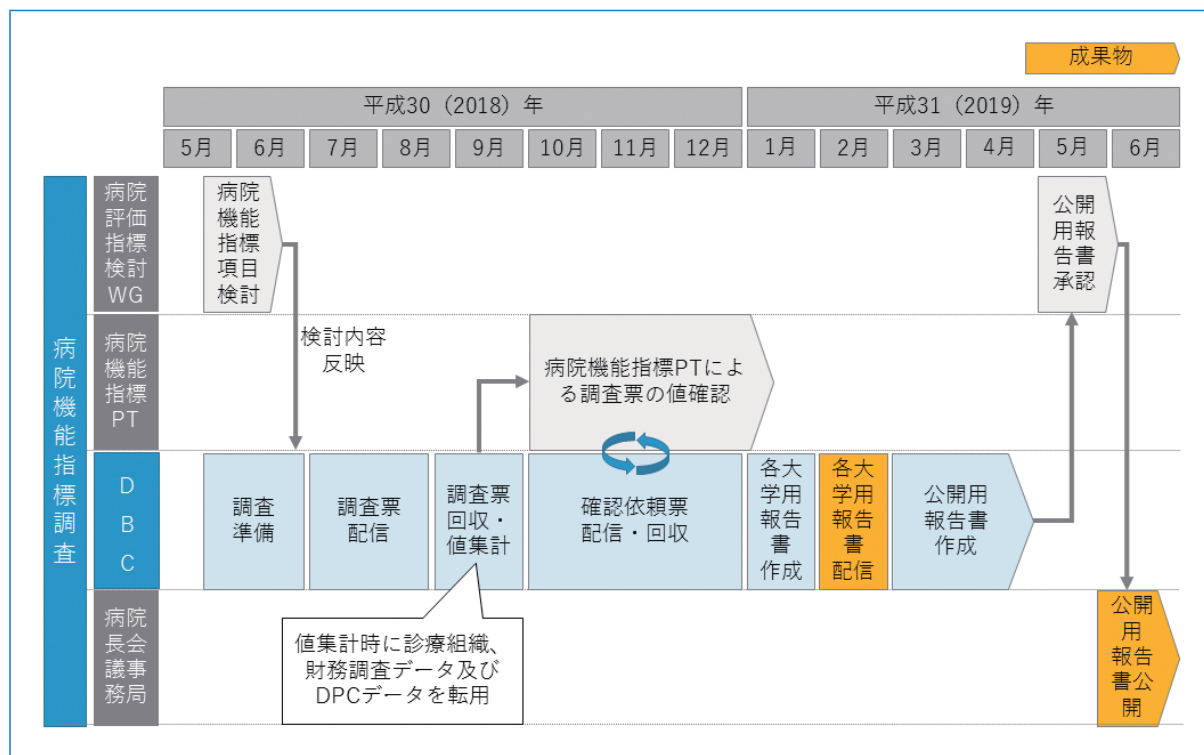 成果物
平成30（2018）年
平成31（2019）年
5月
6月
7月
8月
9月
10月
11月
12月
1月
2月
3月
4月
5月
6月
病院機能指標調査
病院
評価
指標
検討
WG
病院
機能
指標
項目
検討
公開
用報
告書
承認
検討内容
反映
病院
機能
指標
PT
病院機能指標PTによ
る調査票の値確認
D
B
C
調査
準備
調査票
配信
調査票
回収・
値集計
確認依頼票
配信・回収
各大
学用
報告
書
作成
各大
学用
報告
書
配信
公開用
報告書
作成
病院
長会
議事
務局
値集計時に診療組織、
財務調査データ及び
DPCデータを転用
公開
用
報告
書公
開